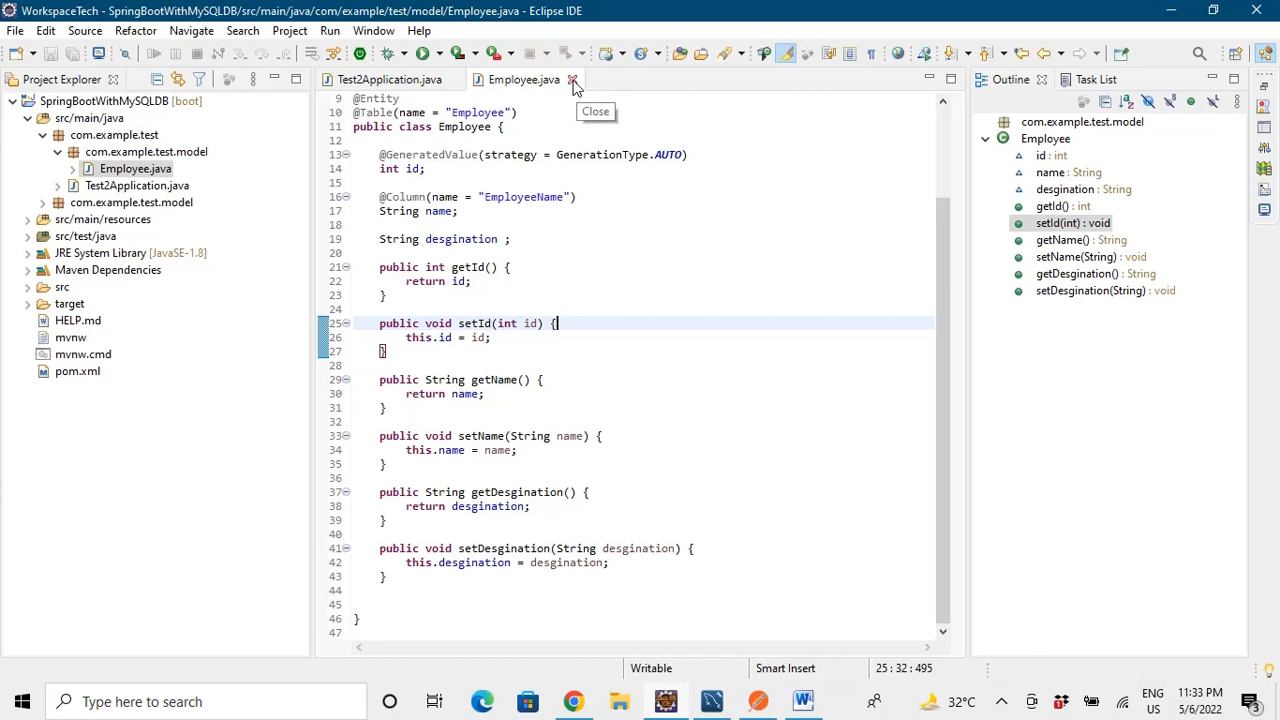 WorkspaceTech - SpringBootWithMySQLDB/src/main/java/com/example/test/model/Employee.java - Eclipse IDE
File Edit Source Refactor Navigate Search Project Run Window Help
Project Explorer
SpringBootWithMySQLDB [boot]
src/main/java
com.example.test
com.example.test.model
Employee.java
Test2Application.java
com.example.test.model
src/main/resources
src/test/java
JRE System Library [JavaSE-1.8]
Maven Dependencies
src
target
HELP.md
mvnw
mvnw.cmd
pom.xml
Test2Application.java Employee.java
Close
9 @Entity
10 @Table(name = "Employee")
11 public class Employee {
12
13 @GeneratedValue(strategy = GenerationType.AUTO)
14 int id;
15
16 @Column(name = "EmployeeName")
17 String name;
18
19 String desgination ;
20
21 public int getId() {
22 return id;
23 }
24
25 public void setId(int id) {
26 this.id = id;
27 }
28
29 public String getName() {
30 return name;
31 }
32
33 public void setName(String name) {
34 this.name = name;
35 }
36
37 public String getDesgination() {
38 return desgination;
39 }
40
41 public void setDesgination(String desgination) {
42 this.desgination = desgination;
43 }
44
45
46 }
47
Outline Task List
com.example.test.model
Employee
id : int
name : String
desgination : String
getId() : int
setId(int) : void
getName() : String
setName(String) : void
getDesgination() : String
setDesgination(String) : void
Writable Smart Insert 25 : 32 : 495
Type here to search
32°C
ENG
US
11:33 PM
5/6/2022
3